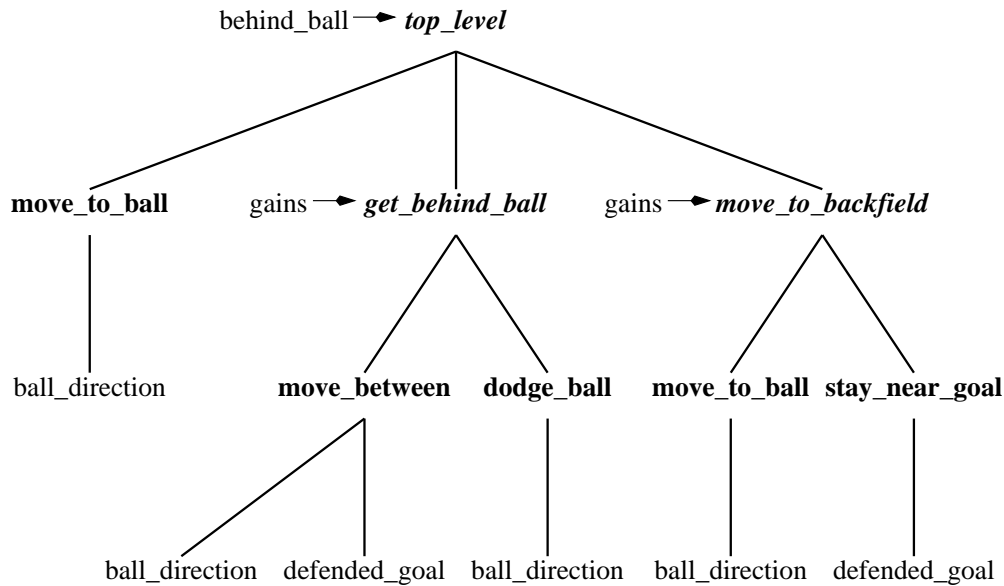 behind_ball top_level
move_to_ball gains get_behind_ball gains move_to_backfield
ball_direction move_between dodge_ball move_to_ball stay_near_goal
ball_direction defended_goal ball_direction ball_direction defended_goal